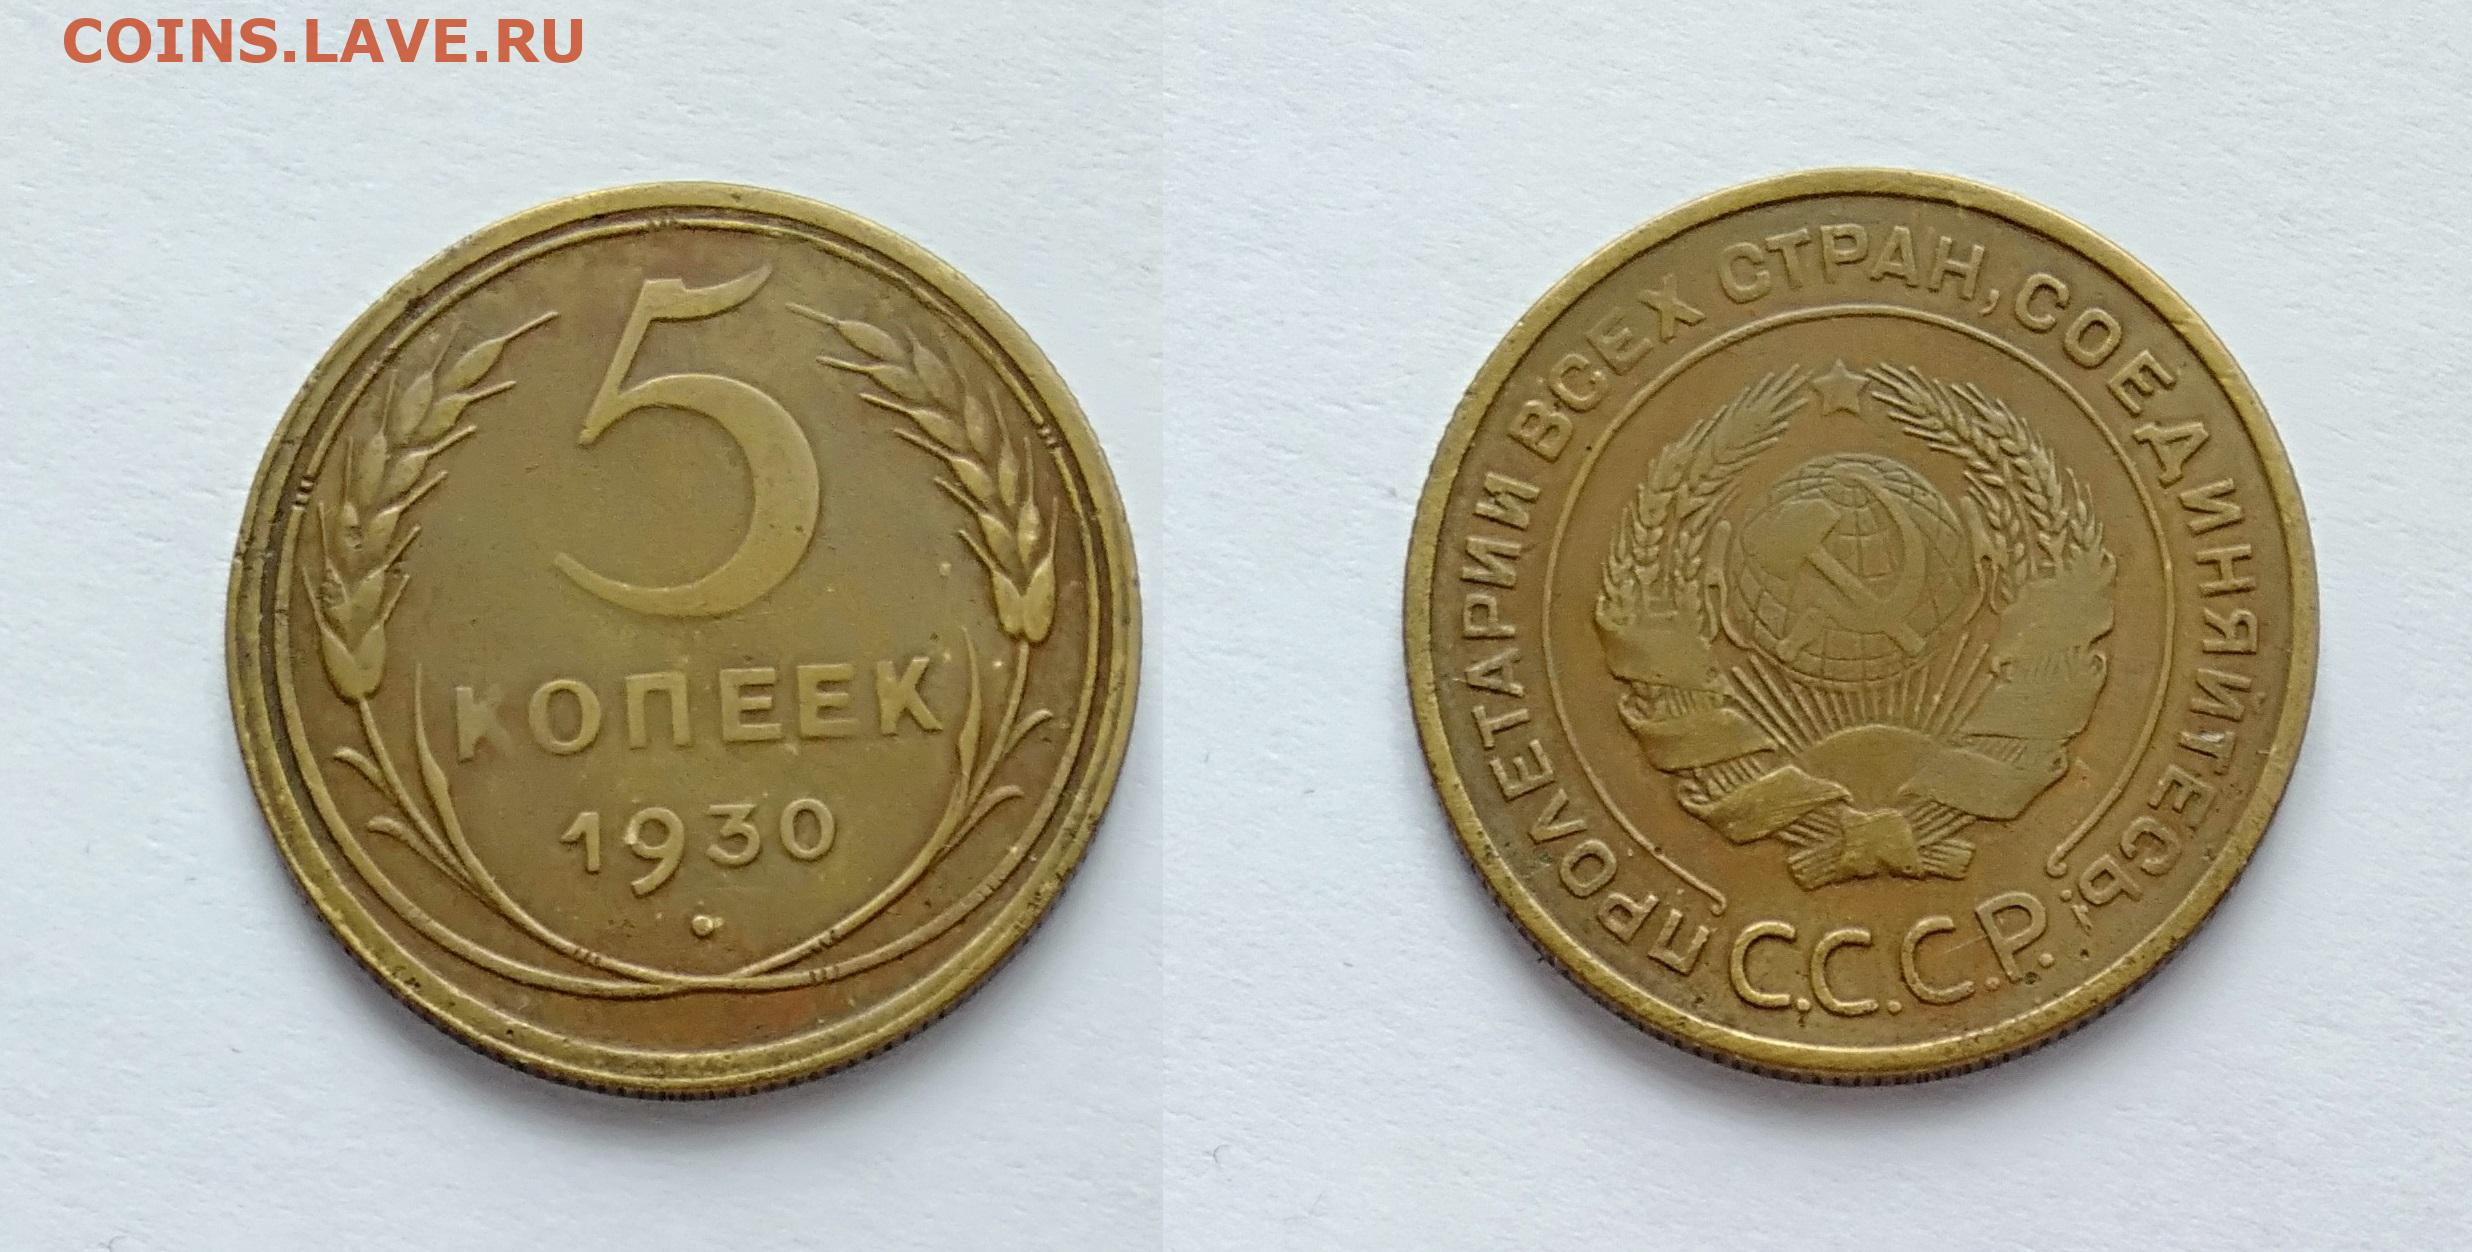 COINS.LAVE.RU
5
КОПЕЕК
1930
ПРОЛЕТАРИИ ВСЕХ СТРАН, СОЕДИНЯЙТЕСЬ!
С.С.С.Р.